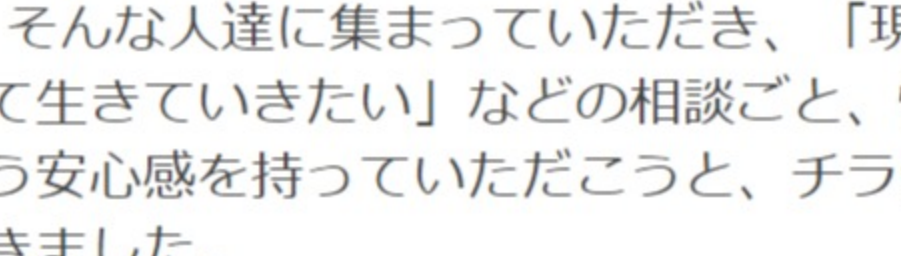 そんな人達に集まっていただき、「現
て生きていきたい」などの相談ごと、
う安心感を持っていただこうと、チラ
きました